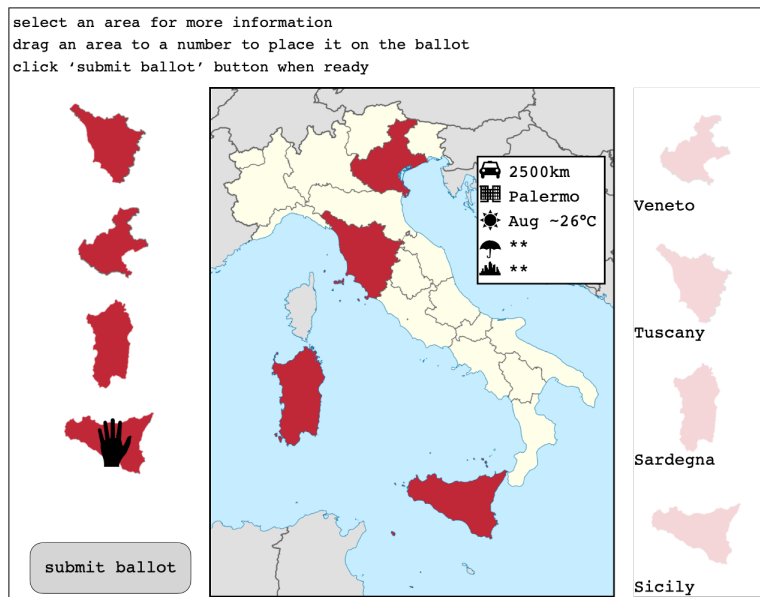 select an area for more information
drag an area to a number to place it on the ballot
click ‘submit ballot’ button when ready
2500km
Palermo
Aug ~26°C
**
**
Veneto
Tuscany
Sardegna
Sicily
submit ballot